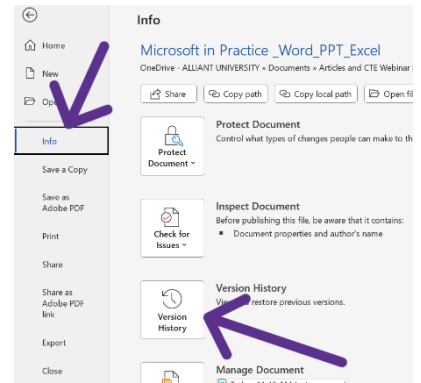 Info
Home
New
Info
Save a Copy
Save as
Adobe PDF
Print
Share
Share as
Adobe PDF
link
Export
Close
Microsoft in Practice _Word_PPT_Excel
OneDrive - ALLIANT UNIVERSITY » Documents » Articles and CTE Webinar
Share
Copy path
Copy local path
Open
Protect
Document
Protect Document
Control what types of changes people can make to
Check for
Issues
Inspect Document
Before publishing this file, be aware that it contains:
■ Document properties and author's name
Version
History
Version History
restore previous versions.
Manage Document